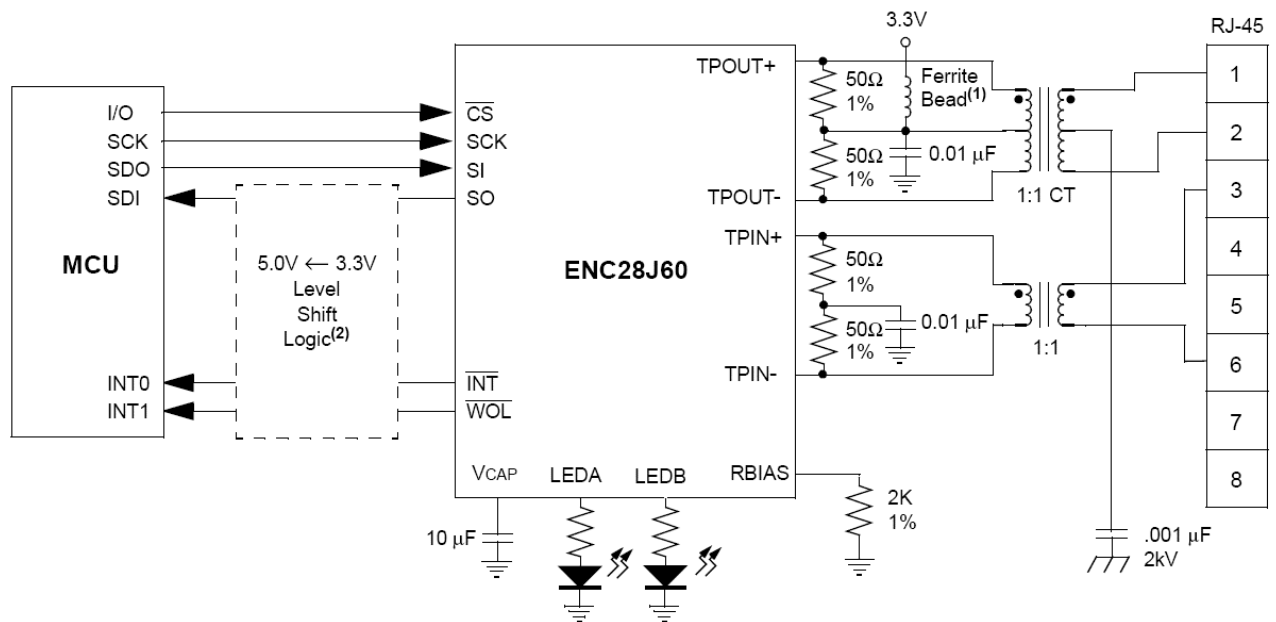 3.3V
RJ-45
MCU
I/O
SCK
SDO
SDI
INT0
INT1
5.0V ← 3.3V
Level
Shift
Logic(2)
ENC28J60
CS
SCK
SI
SO
INT
WOL
VCAP
LEDA
LEDB
RBIAS
TPOUT+
TPOUT-
TPIN+
TPIN-
50Ω
1%
50Ω
1%
Ferrite
Bead(1)
0.01 µF
1:1 CT
50Ω
1%
50Ω
1%
0.01 µF
1:1
10 µF
2K
1%
.001 µF
2kV
1
2
3
4
5
6
7
8